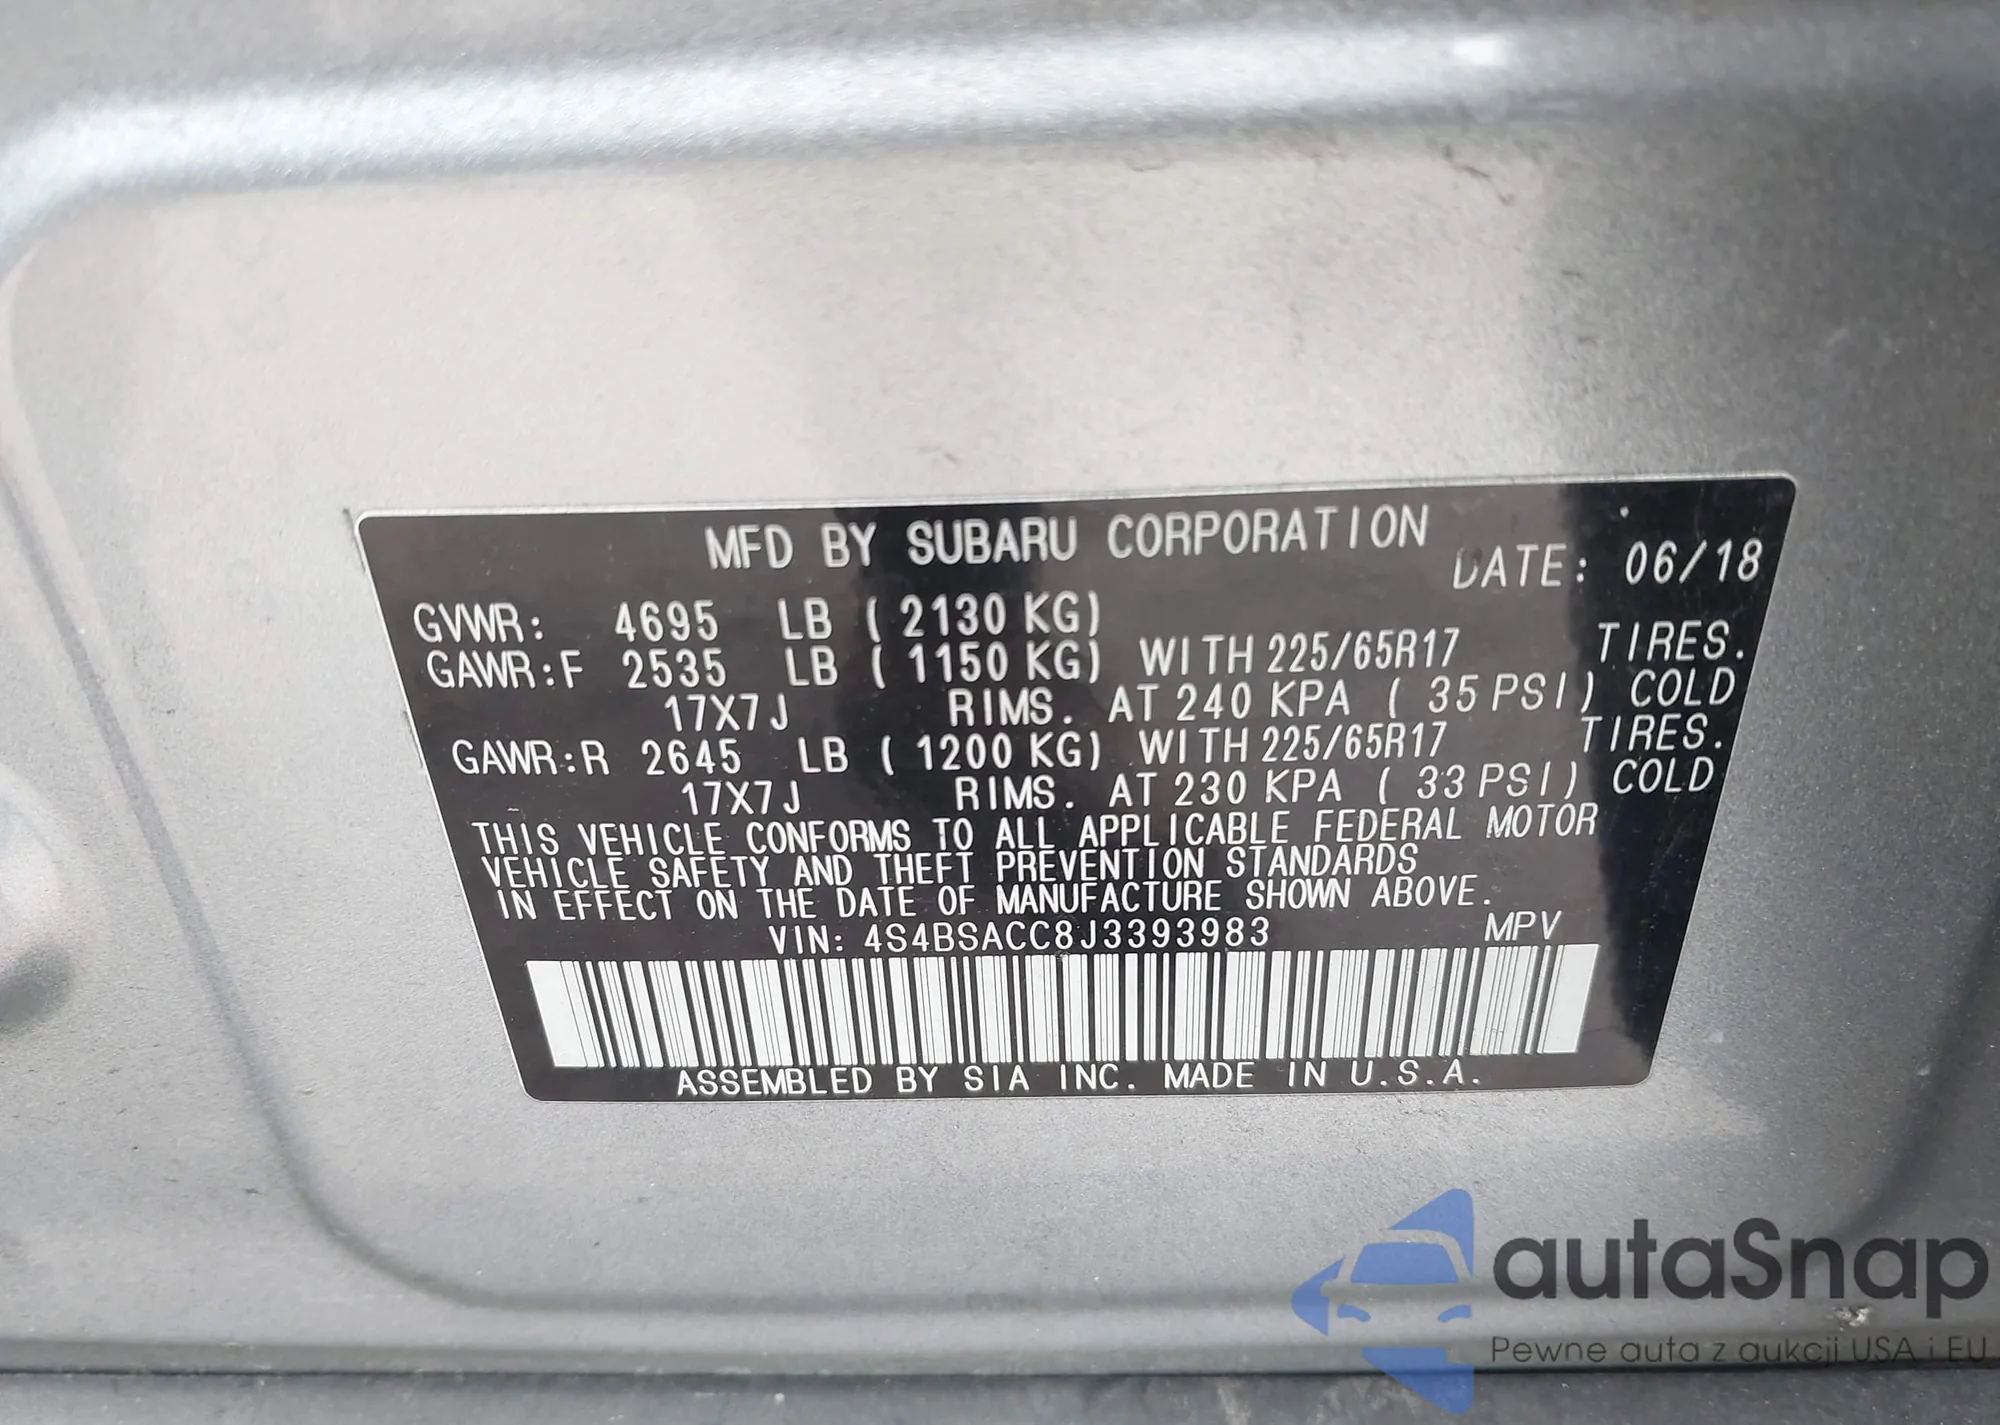 MFD BY SUBARU CORPORATION
DATE: 06/18
GVWR: 4695 LB ( 2130 KG)
GAWR:F 2535 LB ( 1150 KG) WITH 225/65R17 TIRES.
17X7J RIMS. AT 240 KPA ( 35 PSI) COLD
GAWR:R 2645 LB ( 1200 KG) WITH 225/65R17 TIRES.
17X7J RIMS. AT 230 KPA ( 33 PSI) COLD
THIS VEHICLE CONFORMS TO ALL APPLICABLE FEDERAL MOTOR
VEHICLE SAFETY AND THEFT PREVENTION STANDARDS
IN EFFECT ON THE DATE OF MANUFACTURE SHOWN ABOVE.
VIN: 4S4BSACC8J3393983 MPV
ASSEMBLED BY SIA INC. MADE IN U.S.A.
autaSnap
Pewne auta z aukcji USA i EU